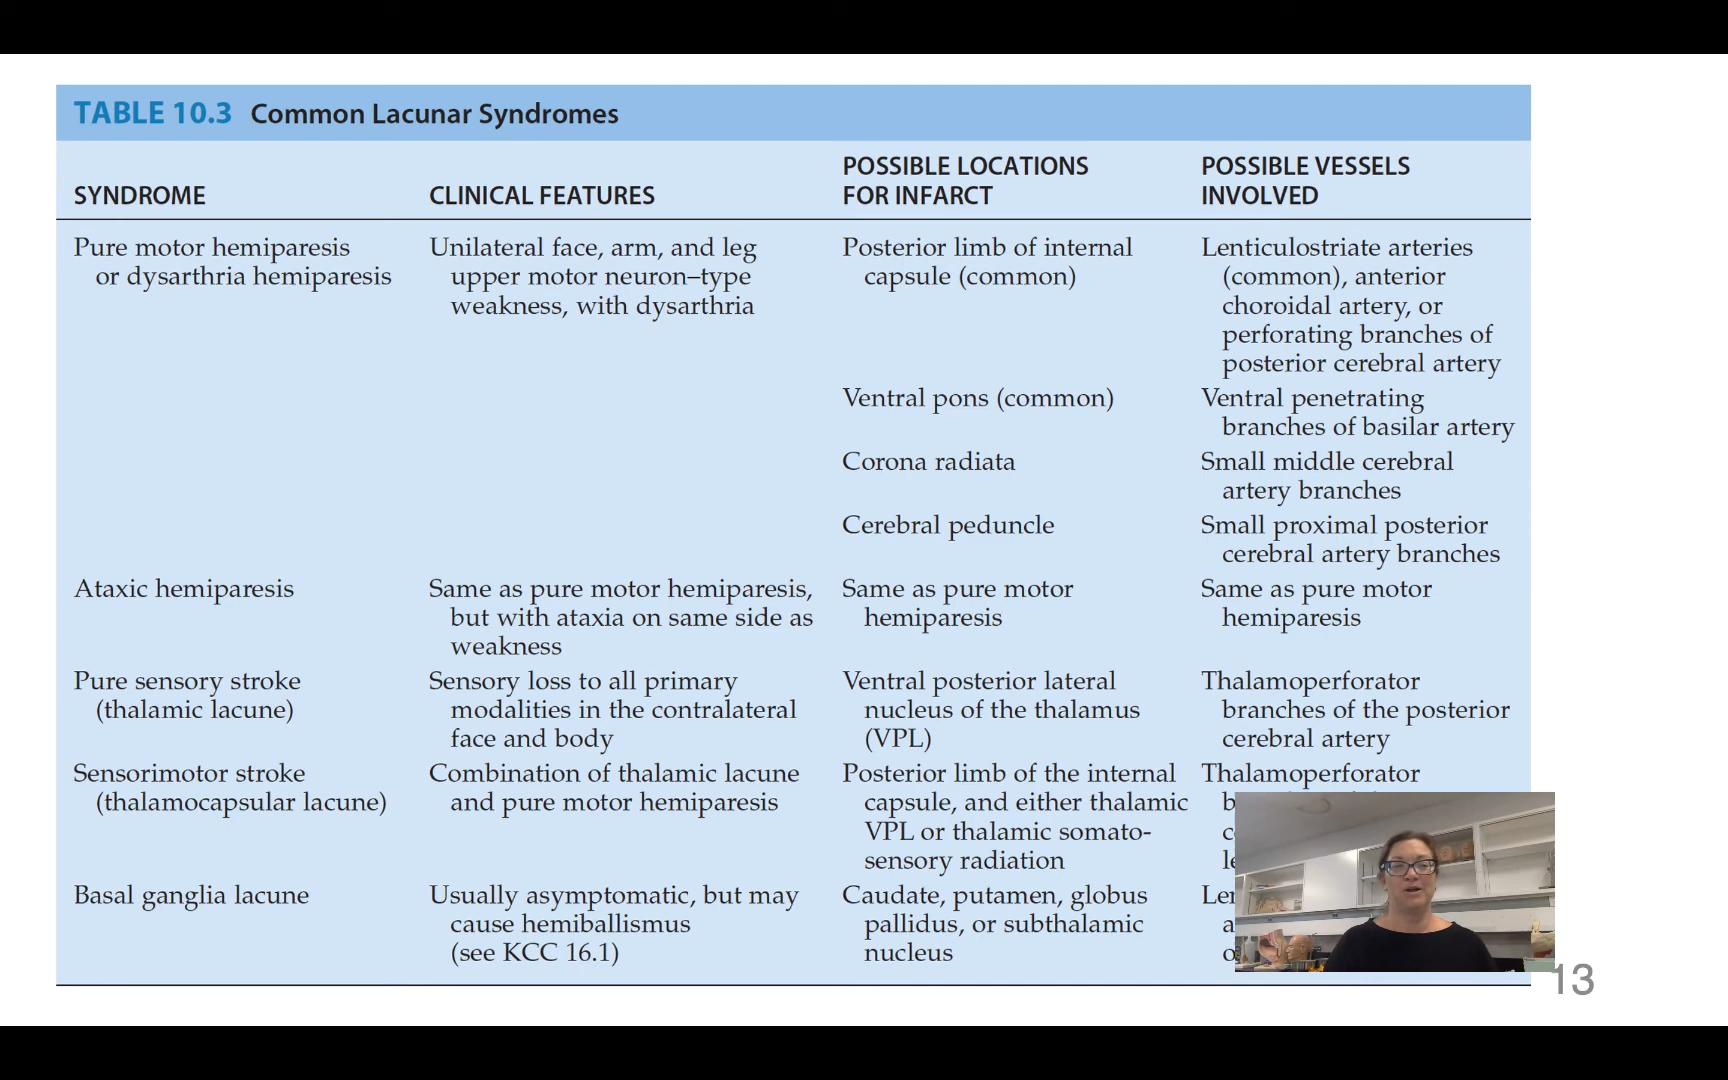 TABLE 10.3 Common Lacunar Syndromes
SYNDROME
CLINICAL FEATURES
POSSIBLE LOCATIONS
FOR INFARCT
POSSIBLE VESSELS
INVOLVED
Pure motor hemiparesis
or dysarthria hemiparesis
Unilateral face, arm, and leg
upper motor neuron–type
weakness, with dysarthria
Posterior limb of internal
capsule (common)
Lenticulostriate arteries
(common), anterior
choroidal artery, or
perforating branches of
posterior cerebral artery
Ventral pons (common)
Ventral penetrating
branches of basilar artery
Corona radiata
Small middle cerebral
artery branches
Cerebral peduncle
Small proximal posterior
cerebral artery branches
Ataxic hemiparesis
Same as pure motor hemiparesis,
but with ataxia on same side as
weakness
Same as pure motor
hemiparesis
Same as pure motor
hemiparesis
Pure sensory stroke
(thalamic lacune)
Sensory loss to all primary
modalities in the contralateral
face and body
Ventral posterior lateral
nucleus of the thalamus
(VPL)
Thalamoperforator
branches of the posterior
cerebral artery
Sensorimotor stroke
(thalamocapsular lacune)
Combination of thalamic lacune
and pure motor hemiparesis
Posterior limb of the internal
capsule, and either thalamic
VPL or thalamic somato-
sensory radiation
Thalamoperforator
Basal ganglia lacune
Usually asymptomatic, but may
cause hemiballismus
(see KCC 16.1)
Caudate, putamen, globus
pallidus, or subthalamic
nucleus
13